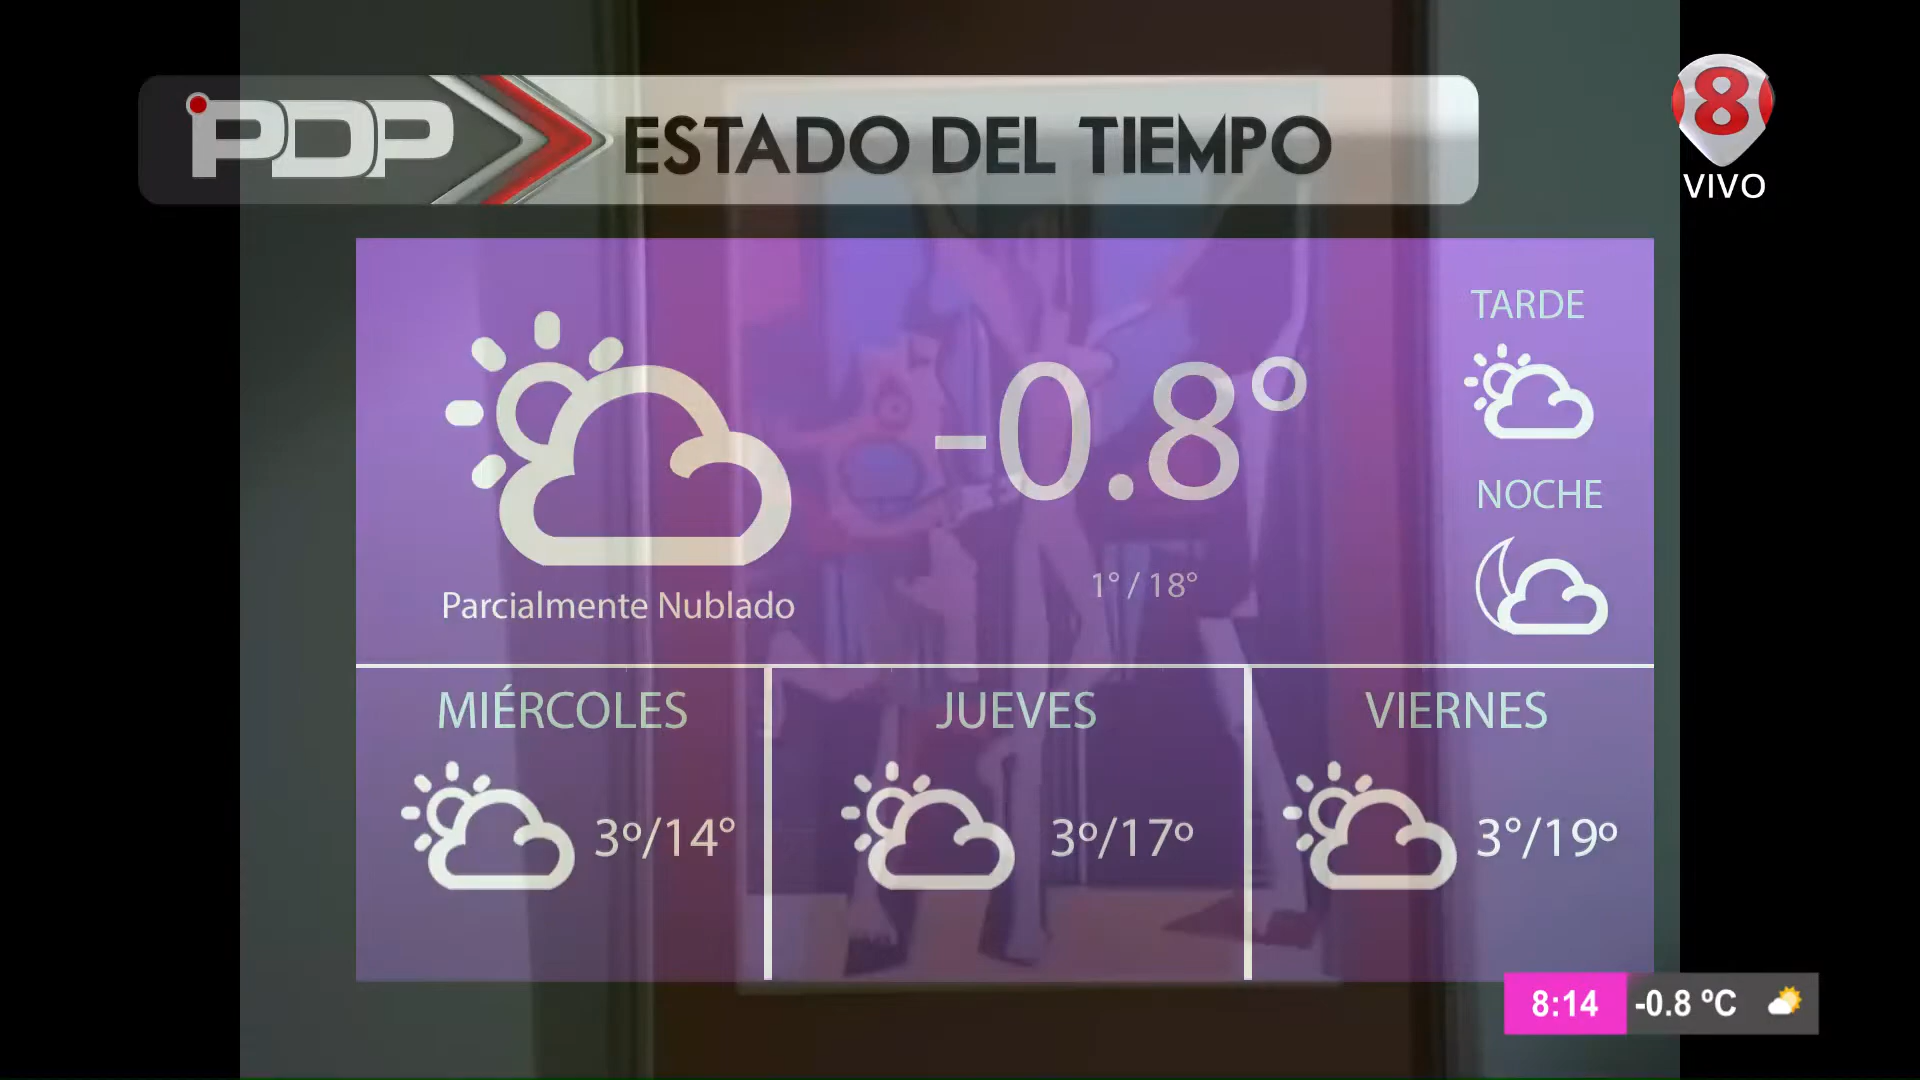 PDP ESTADO DEL TIEMPO
8
VIVO
TARDE
-0.8°
NOCHE
1° / 18°
Parcialmente Nublado
MIÉRCOLES
3º/14°
JUEVES
3º/17º
VIERNES
3°/19º
8:14 -0.8 ºC